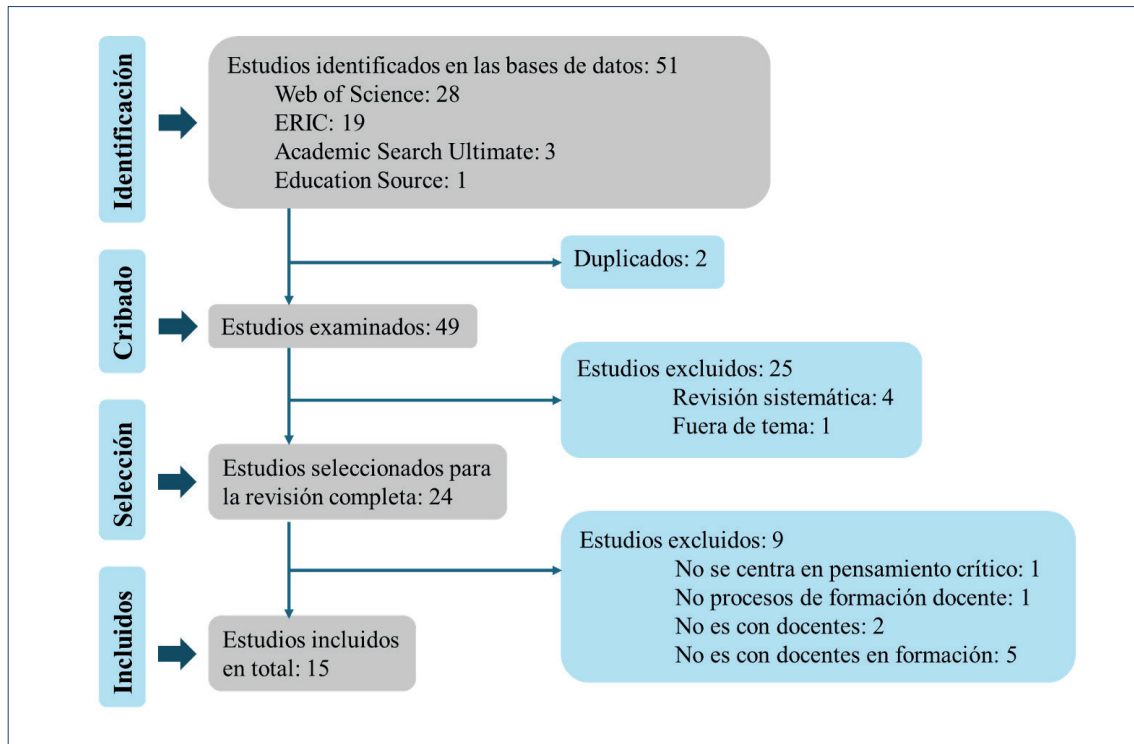 Identificación
Estudios identificados en las bases de datos: 51
Web of Science: 28
ERIC: 19
Academic Search Ultimate: 3
Education Source: 1
Duplicados: 2
Cribado
Estudios examinados: 49
Estudios excluidos: 25
Revisión sistemática: 4
Fuera de tema: 1
Selección
Estudios seleccionados para
la revisión completa: 24
Estudios excluidos: 9
No se centra en pensamiento crítico: 1
No procesos de formación docente: 1
No es con docentes: 2
No es con docentes en formación: 5
Incluidos
Estudios incluidos
en total: 15